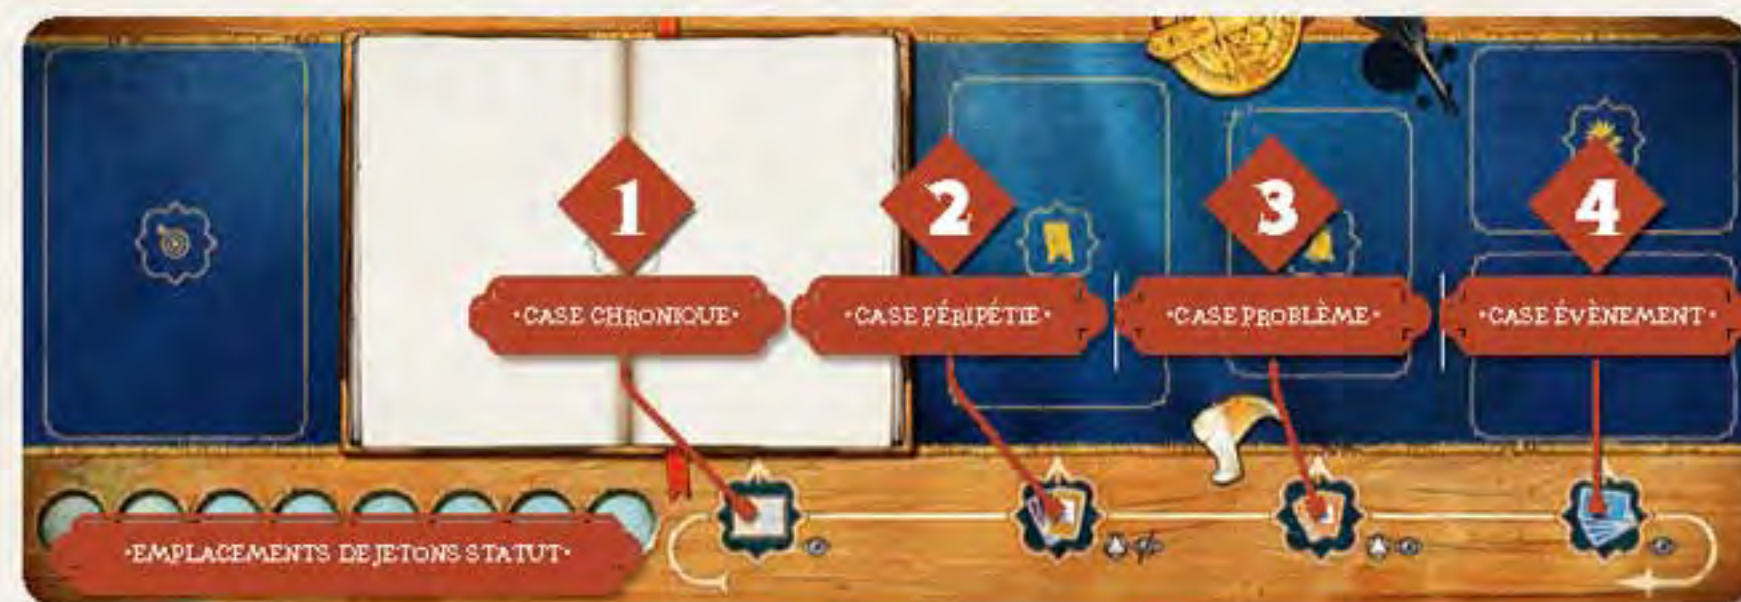 1
2
3
4
·CASE CHRONIQUE·
·CASE PÉRIPÉTIE·
·CASE PROBLÈME·
·CASE ÉVÈNEMENT·
·EMPLACEMENTS DE JETONS STATUT·